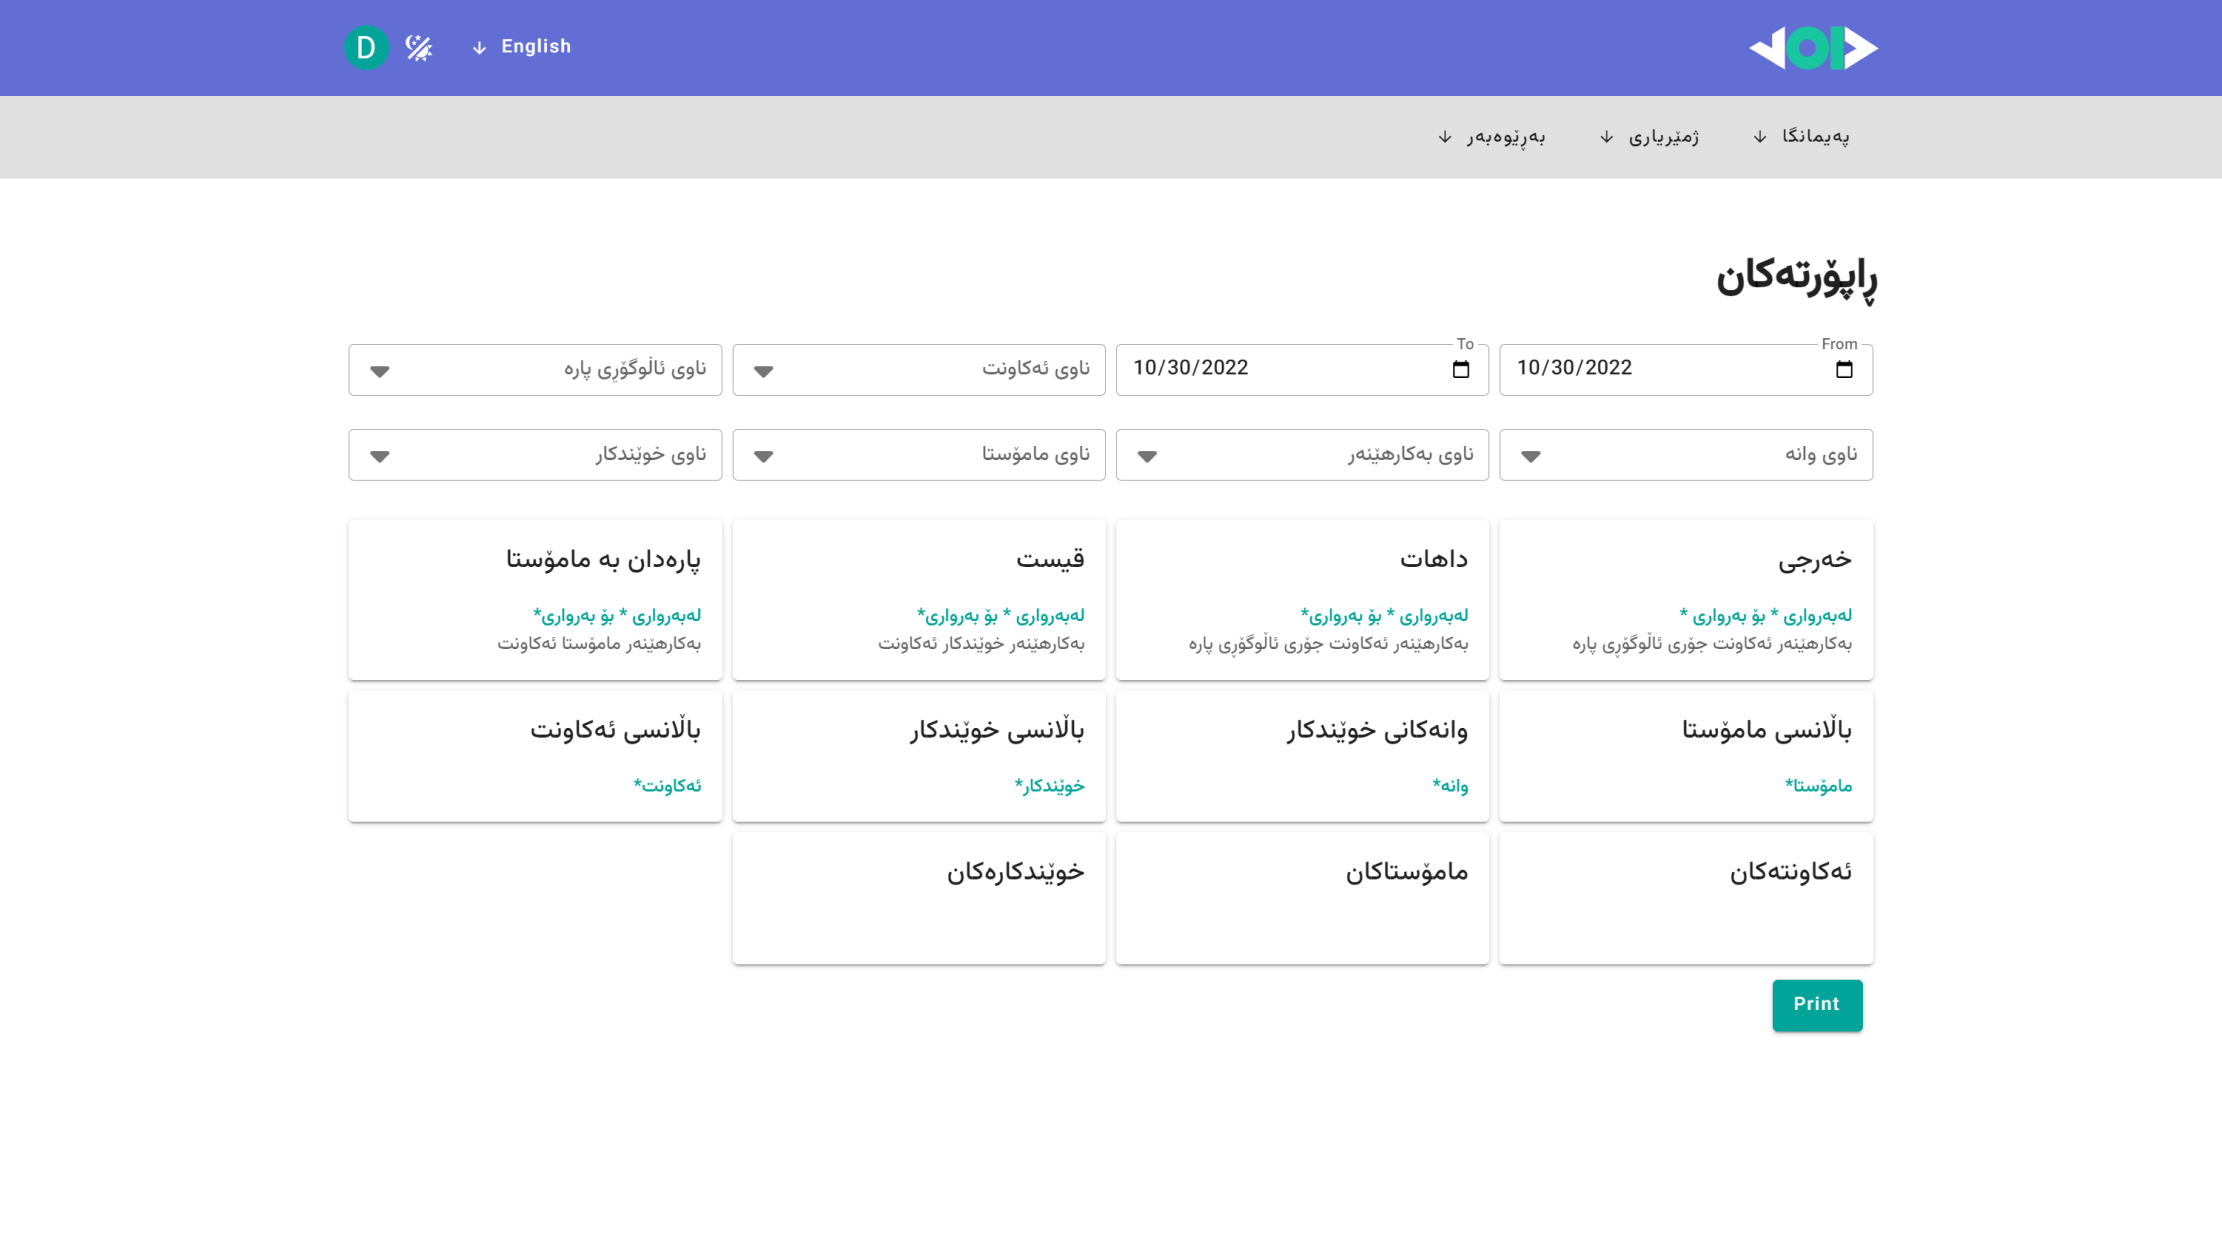 English
D
پەیمانگا
ژمێریاری
بەڕێوەبەر
ڕاپۆرتەکان
From
10/30/2022
To
10/30/2022
ناوی ئەکاونت
ناوی ئاڵوگۆڕی پارە
ناوی وانە
ناوی بەکارهێنەر
ناوی مامۆستا
ناوی خوێندکار
خەرجی
لەبەرواری * بۆ بەرواری *
بەکارهێنەر ئەکاونت جۆری ئاڵوگۆڕی پارە
داهات
لەبەرواری * بۆ بەرواری*
بەکارهێنەر ئەکاونت جۆری ئاڵوگۆڕی پارە
قیست
لەبەرواری * بۆ بەرواری*
بەکارهێنەر خوێندکار ئەکاونت
پارەدان بە مامۆستا
لەبەرواری * بۆ بەرواری*
بەکارهێنەر مامۆستا ئەکاونت
باڵانسی مامۆستا
مامۆستا*
وانەکانی خوێندکار
وانە*
باڵانسی خوێندکار
خوێندکار*
باڵانسی ئەکاونت
ئەکاونت*
ئەکاونتەکان
مامۆستاکان
خوێندکارەکان
Print